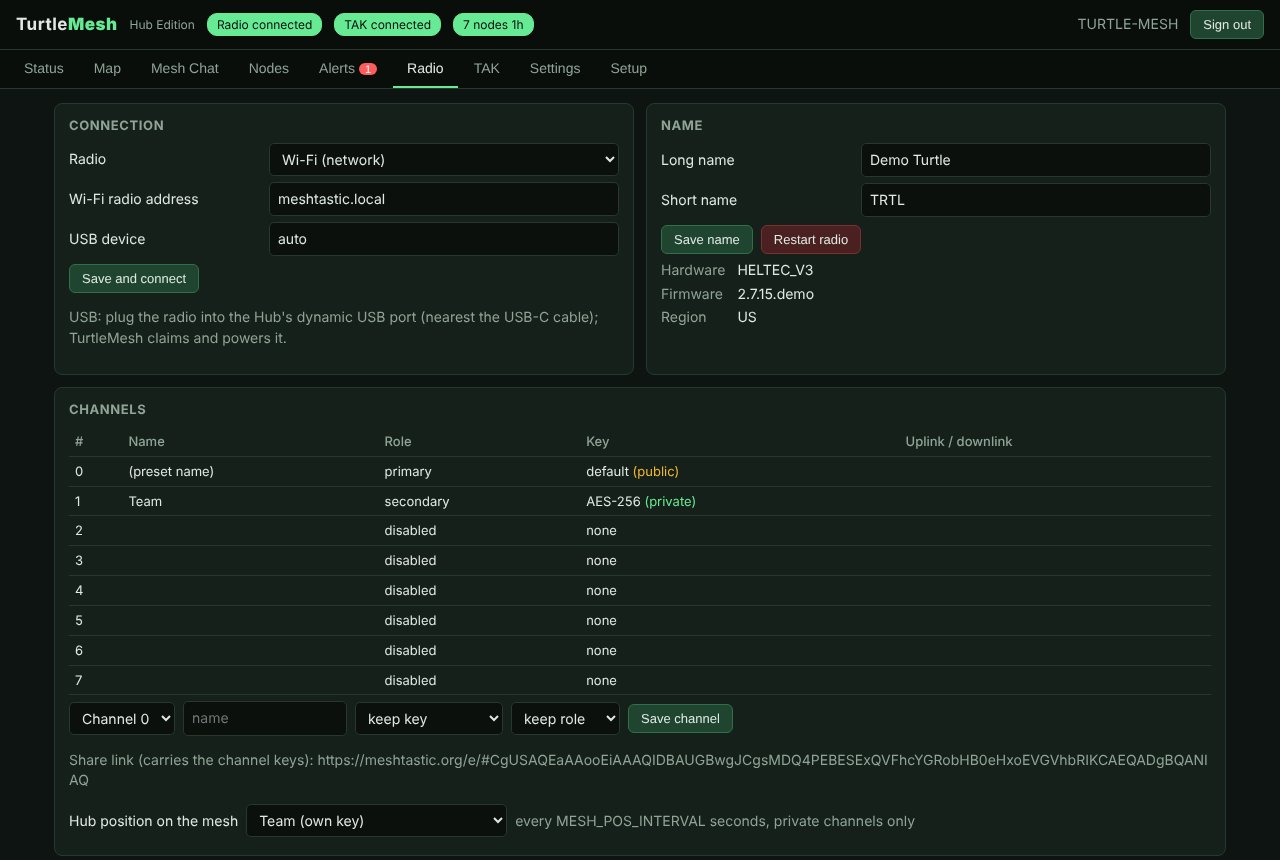 TurtleMesh Hub Edition Radio connected TAK connected 7 nodes 1h TURTLE-MESH Sign out
Status Map Mesh Chat Nodes Alerts 1 Radio TAK Settings Setup
CONNECTION
Radio Wi-Fi (network)
Wi-Fi radio address meshtastic.local
USB device auto
Save and connect
USB: plug the radio into the Hub's dynamic USB port (nearest the USB-C cable);
TurtleMesh claims and powers it.
NAME
Long name Demo Turtle
Short name TRTL
Save name Restart radio
Hardware HELTEC_V3
Firmware 2.7.15.demo
Region US
CHANNELS
# Name Role Key Uplink / downlink
0 (preset name) primary default (public)
1 Team secondary AES-256 (private)
2 disabled none
3 disabled none
4 disabled none
5 disabled none
6 disabled none
7 disabled none
Channel 0 name keep key keep role Save channel
Share link (carries the channel keys): https://meshtastic.org/e/#CgUSAQEaAAooEiAAAQIDBAUGBwgJCgsMDQ4PEBESExQVFhcYGRobHB0eHxoEVGVhbRIKCAEQADgBQANI
AQ
Hub position on the mesh Team (own key) every MESH_POS_INTERVAL seconds, private channels only